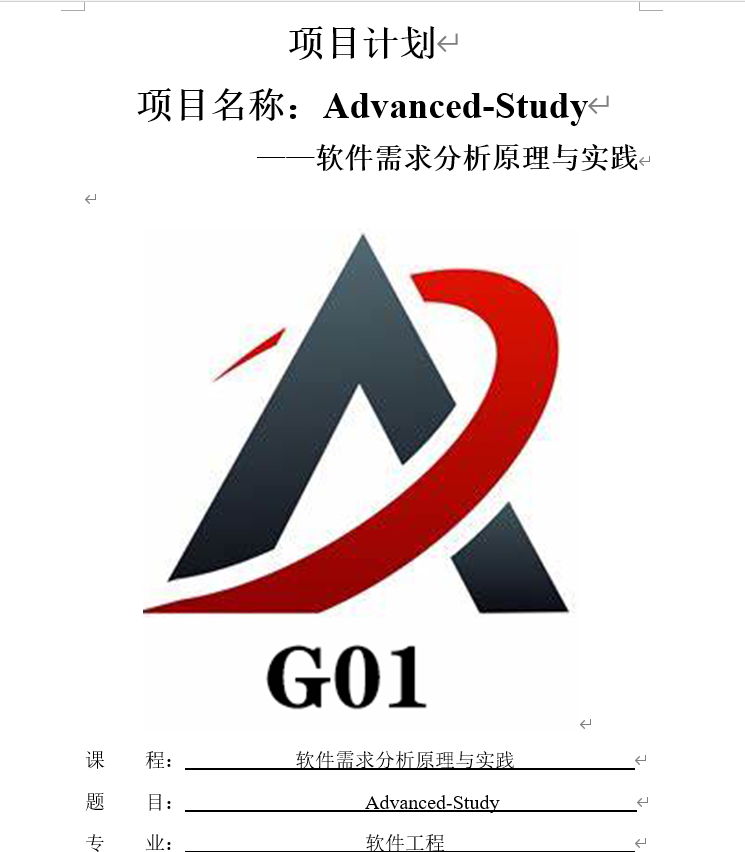 项目计划
项目名称：Advanced-Study
——软件需求分析原理与实践
G01
课 程： 软件需求分析原理与实践
题 目： Advanced-Study
专 业： 软件工程